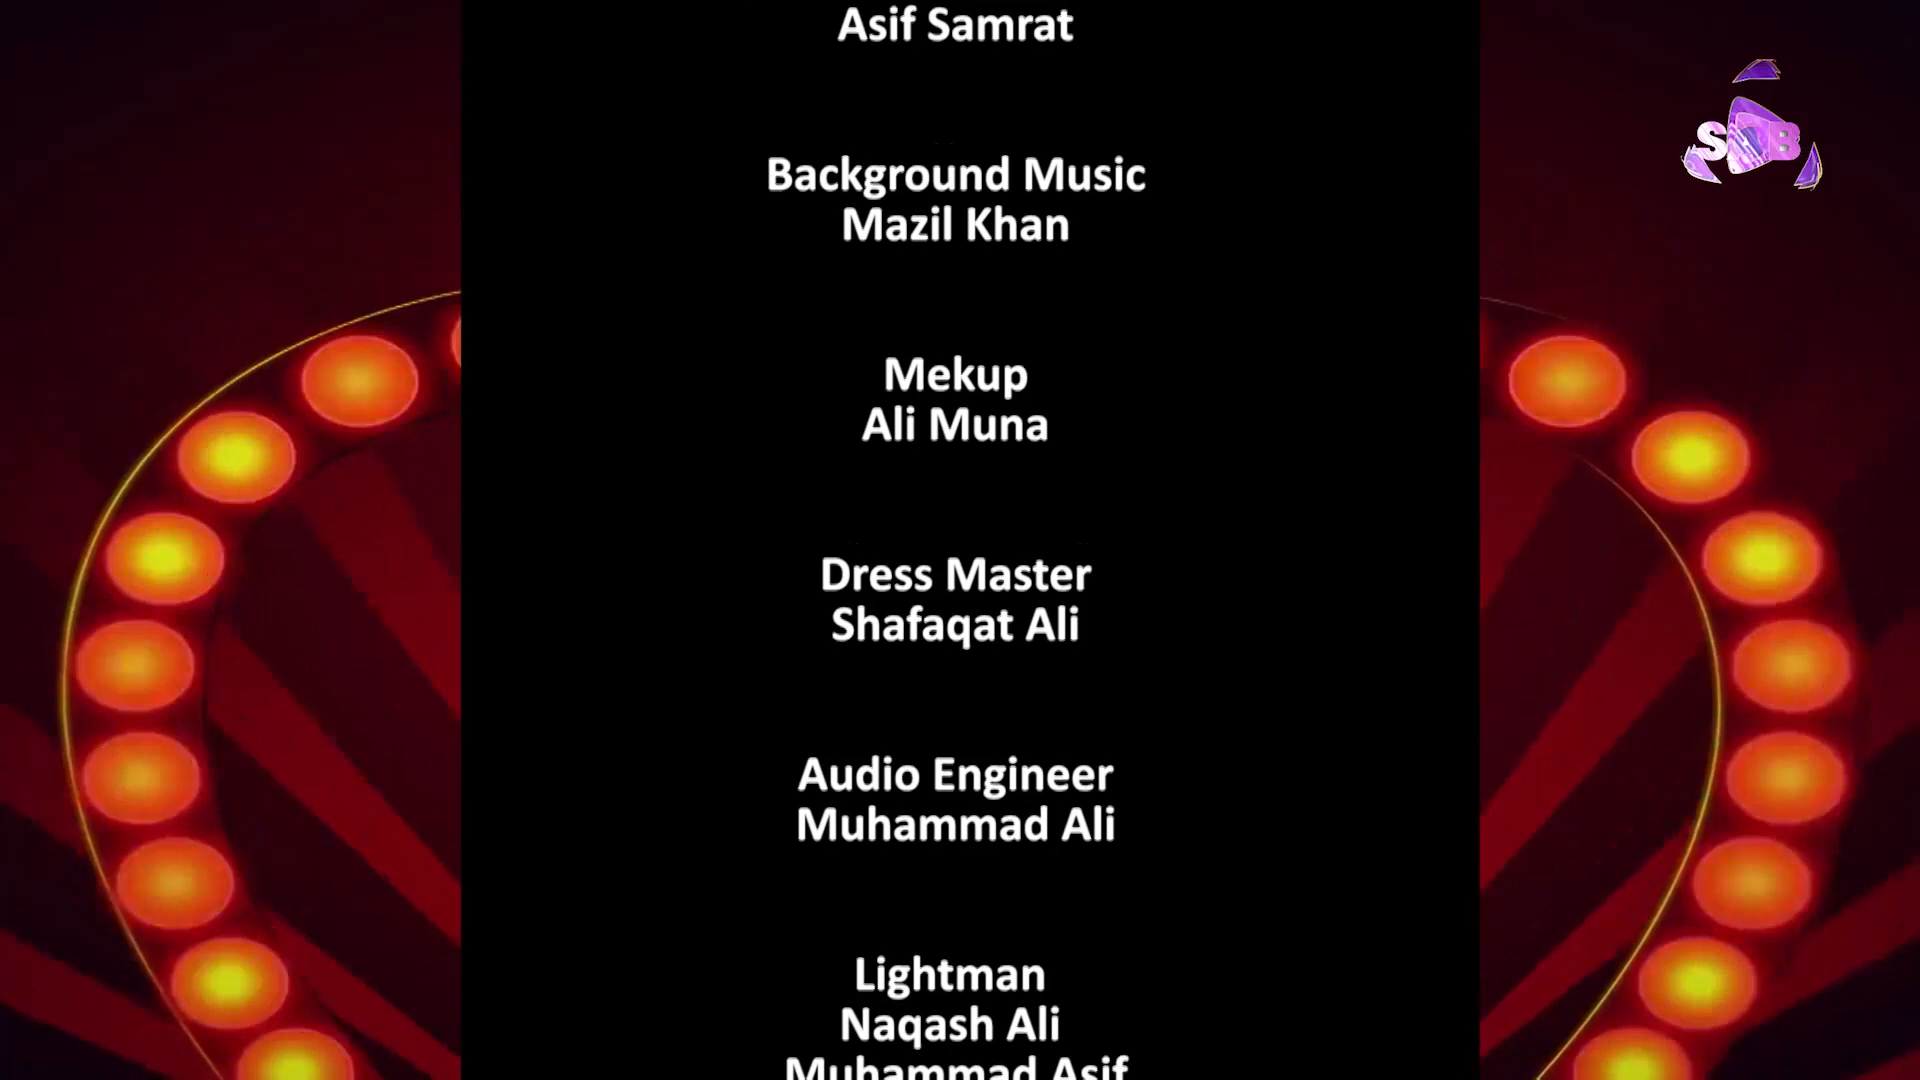 Asif Samrat
Background Music
Mazil Khan
Mekup
Ali Muna
Dress Master
Shafaqat Ali
Audio Engineer
Muhammad Ali
Lightman
Naqash Ali
Muhammad Asif